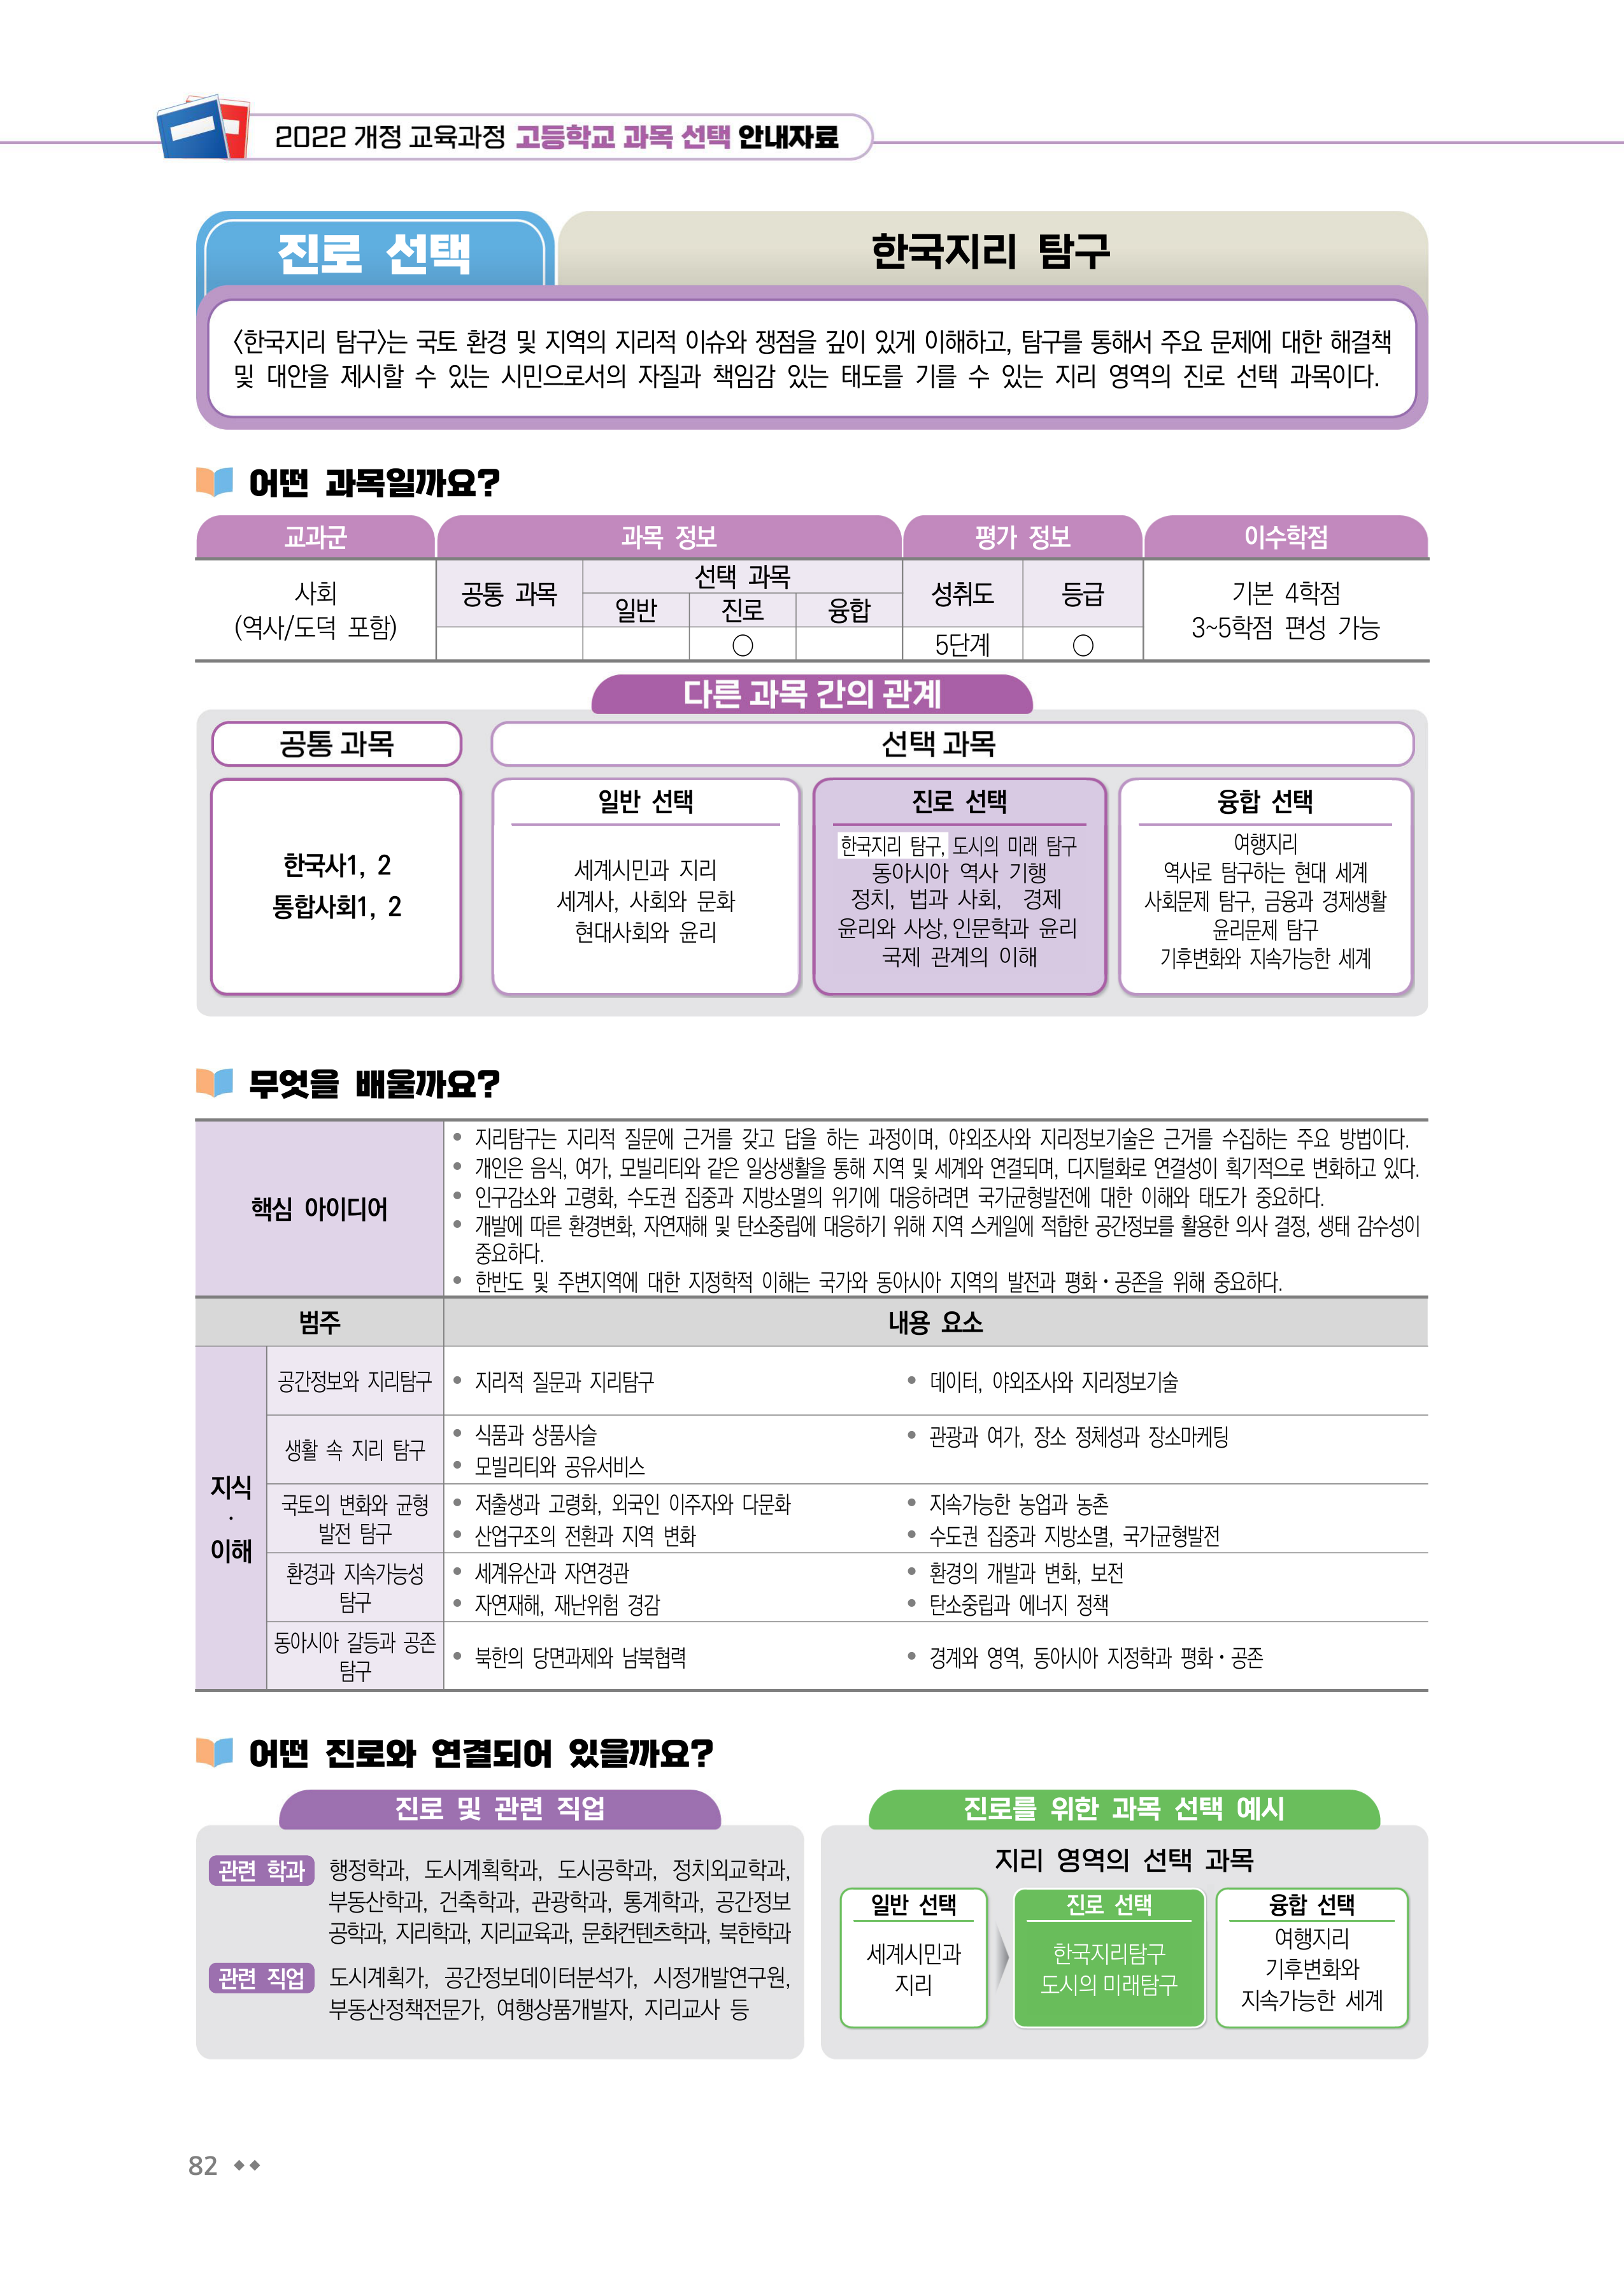 2022 개정 교육과정 고등학교 과목 선택 안내자료
진로 선택
한국지리 탐구
〈한국지리 탐구〉는 국토 환경 및 지역의 지리적 이슈와 쟁점을 깊이 있게 이해하고, 탐구를 통해서 주요 문제에 대한 해결책
및 대안을 제시할 수 있는 시민으로서의 자질과 책임감 있는 태도를 기를 수 있는 지리 영역의 진로 선택 과목이다.
어떤 과목일까요?
교과군 과목 정보 평가 정보 이수학점
사회
(역사/도덕 포함)
공통 과목
선택 과목
일반 진로 융합
○
성취도 등급
5단계 ○
기본 4학점
3~5학점 편성 가능
다른 과목 간의 관계
공통 과목
선택 과목
한국사1, 2
통합사회1, 2
일반 선택
세계시민과 지리
세계사, 사회와 문화
현대사회와 윤리
진로 선택
한국지리 탐구, 도시의 미래 탐구
동아시아 역사 기행
정치, 법과 사회, 경제
윤리와 사상, 인문학과 윤리
국제 관계의 이해
융합 선택
여행지리
역사로 탐구하는 현대 세계
사회문제 탐구, 금융과 경제생활
윤리문제 탐구
기후변화와 지속가능한 세계
무엇을 배울까요?
핵심 아이디어
• 지리탐구는 지리적 질문에 근거를 갖고 답을 하는 과정이며, 야외조사와 지리정보기술은 근거를 수집하는 주요 방법이다.
• 개인은 음식, 여가, 모빌리티와 같은 일상생활을 통해 지역 및 세계와 연결되며, 디지털화로 연결성이 획기적으로 변화하고 있다.
• 인구감소와 고령화, 수도권 집중과 지방소멸의 위기에 대응하려면 국가균형발전에 대한 이해와 태도가 중요하다.
• 개발에 따른 환경변화, 자연재해 및 탄소중립에 대응하기 위해 지역 스케일에 적합한 공간정보를 활용한 의사 결정, 생태 감수성이
중요하다.
• 한반도 및 주변지역에 대한 지정학적 이해는 국가와 동아시아 지역의 발전과 평화·공존을 위해 중요하다.
범주 내용 요소
지식
·
이해
공간정보와 지리탐구
• 지리적 질문과 지리탐구 • 데이터, 야외조사와 지리정보기술
생활 속 지리 탐구
• 식품과 상품사슬 • 관광과 여가, 장소 정체성과 장소마케팅
• 모빌리티와 공유서비스
국토의 변화와 균형
발전 탐구
• 저출생과 고령화, 외국인 이주자와 다문화 • 지속가능한 농업과 농촌
• 산업구조의 전환과 지역 변화 • 수도권 집중과 지방소멸, 국가균형발전
환경과 지속가능성
탐구
• 세계유산과 자연경관 • 환경의 개발과 변화, 보전
• 자연재해, 재난위험 경감 • 탄소중립과 에너지 정책
동아시아 갈등과 공존
탐구
• 북한의 당면과제와 남북협력 • 경계와 영역, 동아시아 지정학과 평화·공존
어떤 진로와 연결되어 있을까요?
진로 및 관련 직업
관련 학과 행정학과, 도시계획학과, 도시공학과, 정치외교학과,
부동산학과, 건축학과, 관광학과, 통계학과, 공간정보
공학과, 지리학과, 지리교육과, 문화컨텐츠학과, 북한학과
관련 직업 도시계획가, 공간정보데이터분석가, 시정개발연구원,
부동산정책전문가, 여행상품개발자, 지리교사 등
진로를 위한 과목 선택 예시
지리 영역의 선택 과목
일반 선택
세계시민과
지리
진로 선택
한국지리탐구
도시의 미래탐구
융합 선택
여행지리
기후변화와
지속가능한 세계
82